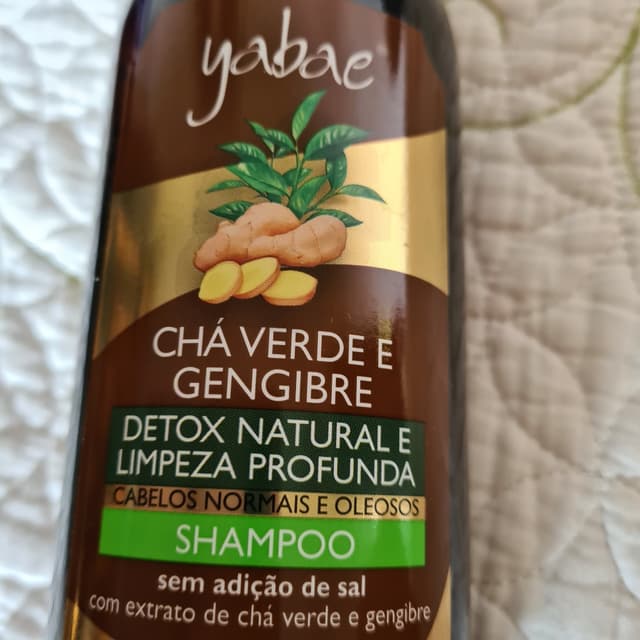 yabae
CHÁ VERDE E
GENGIBRE
DETOX NATURAL E
LIMPEZA PROFUNDA
CABELOS NORMAIS E OLEOSOS
SHAMPOO
sem adição de sal
com extrato de chá verde e gengibre